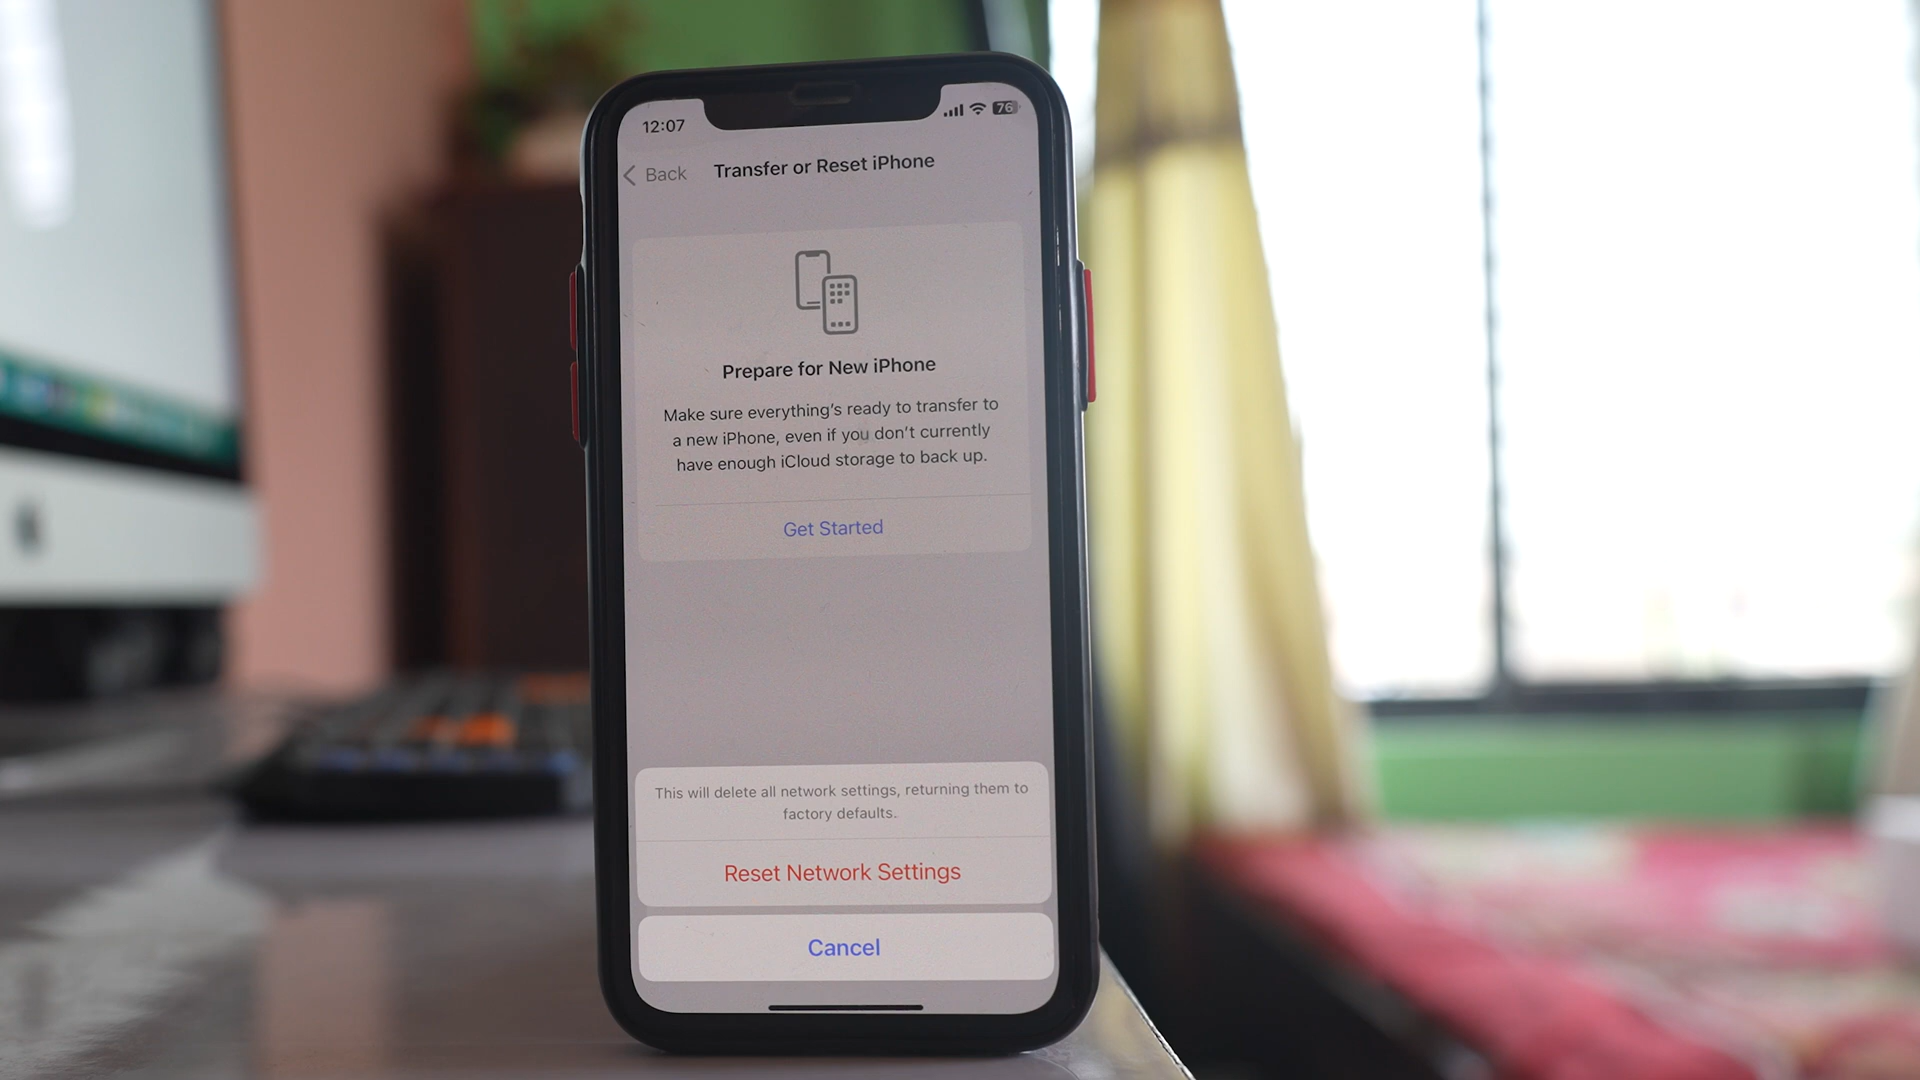 12:07
76
Back
Transfer or Reset iPhone
Prepare for New iPhone
Make sure everything's ready to transfer to
a new iPhone, even if you don't currently
have enough iCloud storage to back up.
Get Started
This will delete all network settings, returning them to
factory defaults.
Reset Network Settings
Cancel